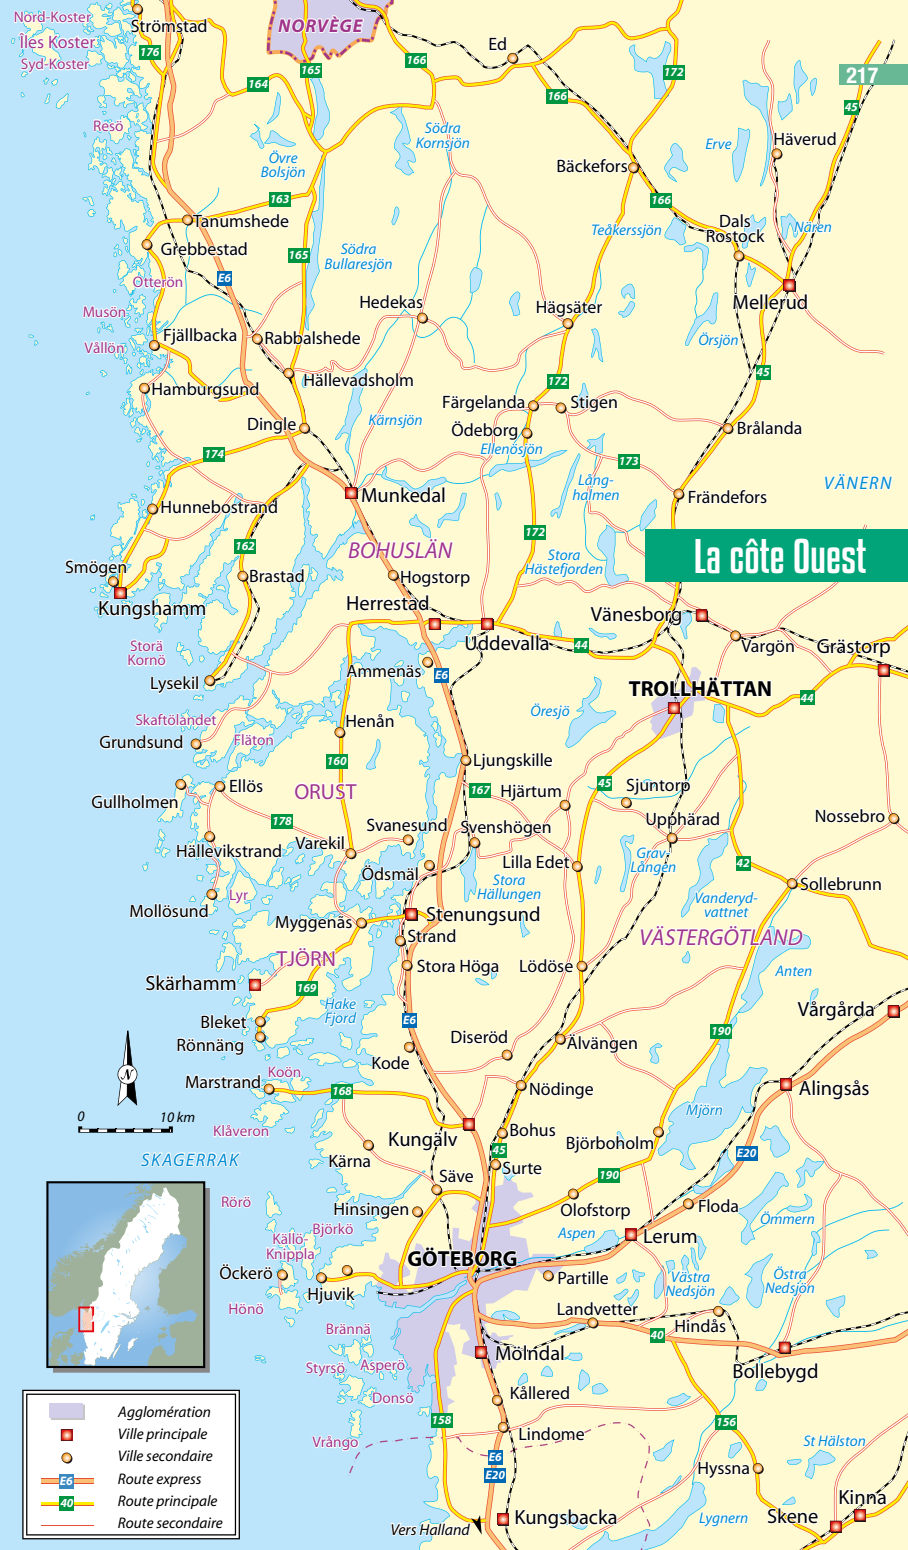 Nord-Koster
Îles Koster
Syd-Koster
Strömstad
NORVÈGE
Ed
176
164
165
166
166
172
217
45
Resö
Övre
Bolsjön
Södra
Kornsjön
Erve
Häverud
Bäckefors
163
166
Tanumshede
Dals
Rostock
Nären
Teåkerssjön
Grebbestad
165
Södra
Bullaresjön
E6
Otterön
Mellerud
Musön
Hedekas
Hägsäter
Fjällbacka
Rabbalshede
Örsjön
Vållön
Hällevadsholm
172
45
Hamburgsund
Färgelanda
Stigen
Dingle
Kärnsjön
Ödeborg
Brålanda
Ellenösjön
174
173
Lång-
halmen
VÄNERN
Munkedal
Frändefors
Hunnebostrand
172
162
BOHUSLÄN
Stora
Hästefjorden
La côte Ouest
Smögen
Brastad
Hogstorp
Kungshamm
Herrestad
Vänesborg
Uddevalla
44
Vargön
Grästorp
Stora
Kornö
Ammenäs
E6
Lysekil
TROLLHÄTTAN
44
Skaftölandet
Henån
Öresjö
Grundsund
Flåton
160
Ljungskille
Ellös
ORUST
167
Hjärtum
45
Sjuntorp
Gullholmen
178
Svanesund
Svenshögen
Upphärad
Nossebro
Hällevikstrand
Varekil
Lilla Edet
Grav
Lången
42
Ödsmäl
Stora
Hällungen
Sollebrunn
Lyr
Vanderyd-
vattnet
Mollösund
Myggenäs
Stenungsund
Strand
VÄSTERGÖTLAND
TJÖRN
Stora Höga
Lödöse
Anten
Skärhamm
169
Hake
Fjord
Vårgårda
Bleket
E6
190
Rönnäng
Diseröd
Älvängen
Kode
N
Koön
Marstrand
168
Nödinge
Alingsås
0
10 km
Mjörn
Klåveron
Kungälv
Bohus
Björboholm
SKAGERRAK
45
E20
Kärna
Surte
190
Säve
Rörö
Hinsingen
Olofstorp
Floda
Ömmern
Björkö
Källö-
Knippla
Aspen
Lerum
GÖTEBORG
Öckerö
Partille
Västra
Nedsjön
Östra
Nedsjön
Hjuvik
Hönö
Landvetter
Hindås
Brännä
40
Styrsö
Asperö
Mölndal
Bollebygd
Donsö
Kållered
158
156
Vrångo
Lindome
St Hälston
E6
E20
Hyssna
Kinna
Vers Halland
Kungsbacka
Lygnern
Skene
Agglomération
Ville principale
Ville secondaire
E6 Route express
40 Route principale
Route secondaire